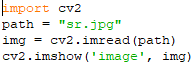 import cv2
path = "sr.jpg"
img = cv2.imread(path)
cv2.imshow('image', img)